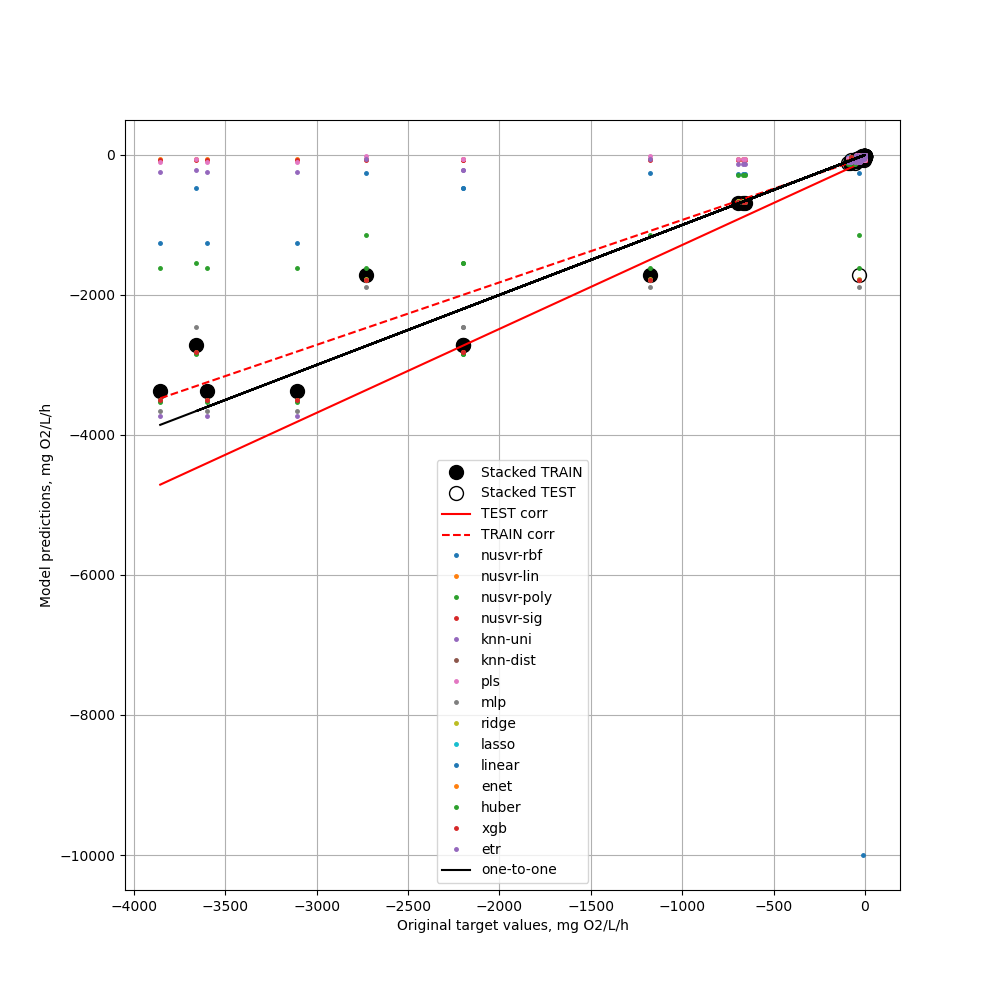 0
−2000
−4000
−6000
−8000
−10000
Model predictions, mg O2/L/h
Stacked TRAIN
Stacked TEST
TEST corr
TRAIN corr
nusvr-rbf
nusvr-lin
nusvr-poly
nusvr-sig
knn-uni
knn-dist
pls
mlp
ridge
lasso
linear
enet
huber
xgb
etr
one-to-one
−4000 −3500 −3000 −2500 −2000 −1500 −1000 −500 0
Original target values, mg O2/L/h